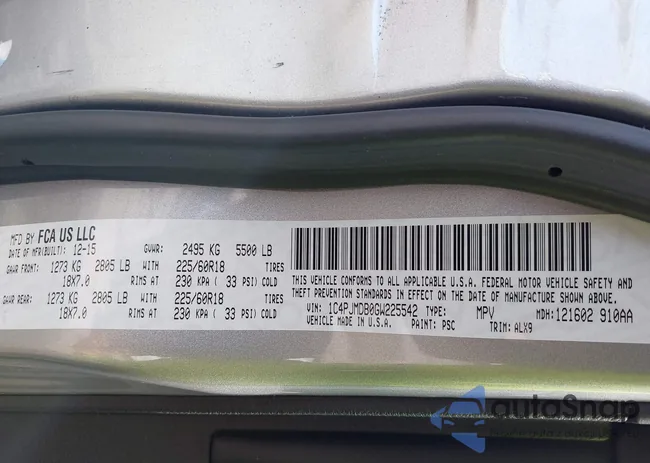 MFD BY FCA US LLC
DATE OF MFR(BUILT): 12-15 GVWR: 2495 KG 5500 LB
GAWR FRONT: 1273 KG 2805 LB WITH 225/60R18 TIRES
18X7.0 RIMS AT 230 KPA ( 33 PSI) COLD
GAWR REAR: 1273 KG 2805 LB WITH 225/60R18 TIRES
18X7.0 RIMS AT 230 KPA ( 33 PSI) COLD
THIS VEHICLE CONFORMS TO ALL APPLICABLE U.S.A. FEDERAL MOTOR VEHICLE SAFETY AND
THEFT PREVENTION STANDARDS IN EFFECT ON THE DATE OF MANUFACTURE SHOWN ABOVE.
VIN: 1C4PJMDB0GW225542 TYPE: MPV MDH:121602 910AA
VEHICLE MADE IN U.S.A. PAINT: PSC TRIM: ALX9
autoSnap